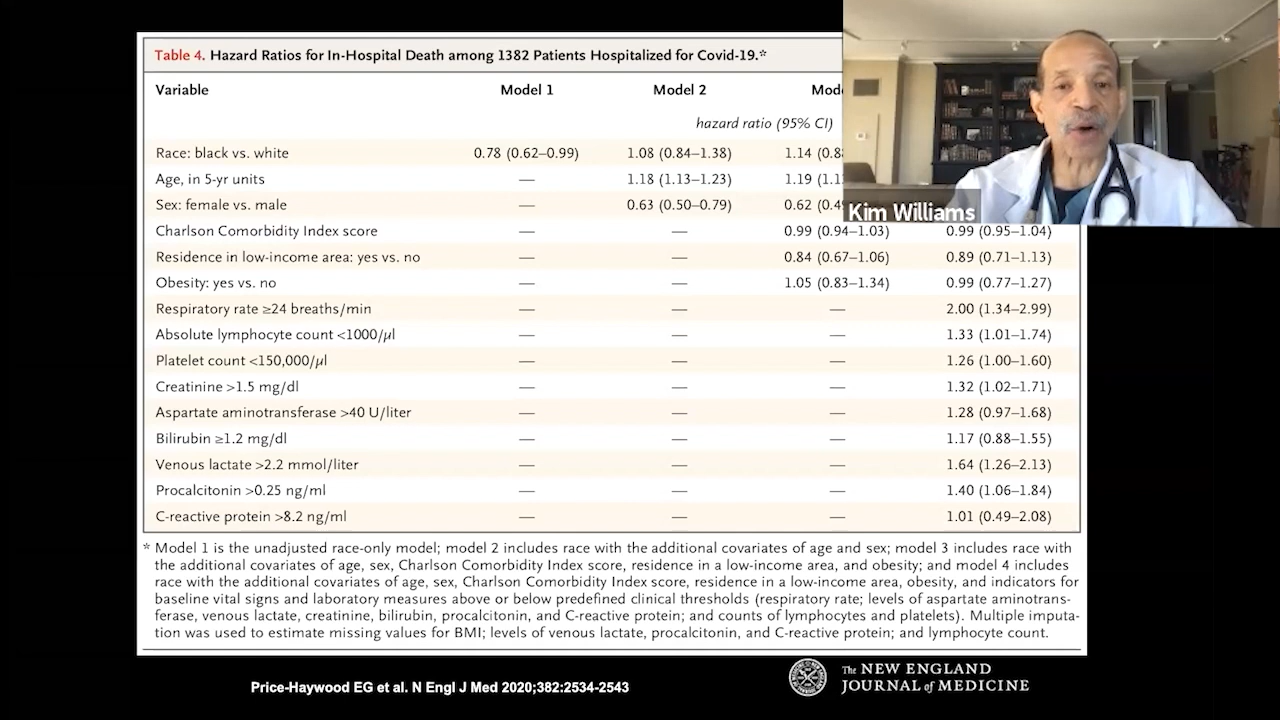 Table 4. Hazard Ratios for In-Hospital Death among 1382 Patients Hospitalized for Covid-19.*
Variable Model 1 Model 2
hazard ratio (95% CI)
Race: black vs. white 0.78 (0.62–0.99) 1.08 (0.84–1.38) 1.14
Age, in 5-yr units — 1.18 (1.13–1.23) 1.19
Sex: female vs. male — 0.63 (0.50–0.79) 0.62
Kim Williams
Charlson Comorbidity Index score — — 0.99 (0.94–1.03) 0.99 (0.95–1.04)
Residence in low-income area: yes vs. no — — 0.84 (0.67–1.06) 0.89 (0.71–1.13)
Obesity: yes vs. no — — 1.05 (0.83–1.34) 0.99 (0.77–1.27)
Respiratory rate ≥24 breaths/min — — — 2.00 (1.34–2.99)
Absolute lymphocyte count <1000/μl — — — 1.33 (1.01–1.74)
Platelet count <150,000/μl — — — 1.26 (1.00–1.60)
Creatinine >1.5 mg/dl — — — 1.32 (1.02–1.71)
Aspartate aminotransferase >40 U/liter — — — 1.28 (0.97–1.68)
Bilirubin ≥1.2 mg/dl — — — 1.17 (0.88–1.55)
Venous lactate >2.2 mmol/liter — — — 1.64 (1.26–2.13)
Procalcitonin >0.25 ng/ml — — — 1.40 (1.06–1.84)
C-reactive protein >8.2 ng/ml — — — 1.01 (0.49–2.08)
* Model 1 is the unadjusted race-only model; model 2 includes race with the additional covariates of age and sex; model 3 includes race with
the additional covariates of age, sex, Charlson Comorbidity Index score, residence in a low-income area, and obesity; and model 4 includes
race with the additional covariates of age, sex, Charlson Comorbidity Index score, residence in a low-income area, obesity, and indicators for
baseline vital signs and laboratory measures above or below predefined clinical thresholds (respiratory rate; levels of aspartate aminotrans-
ferase, venous lactate, creatinine, bilirubin, procalcitonin, and C-reactive protein; and counts of lymphocytes and platelets). Multiple imputa-
tion was used to estimate missing values for BMI; levels of venous lactate, procalcitonin, and C-reactive protein; and lymphocyte count.
Price-Haywood EG et al. N Engl J Med 2020;382:2534-2543
The NEW ENGLAND
JOURNAL of MEDICINE